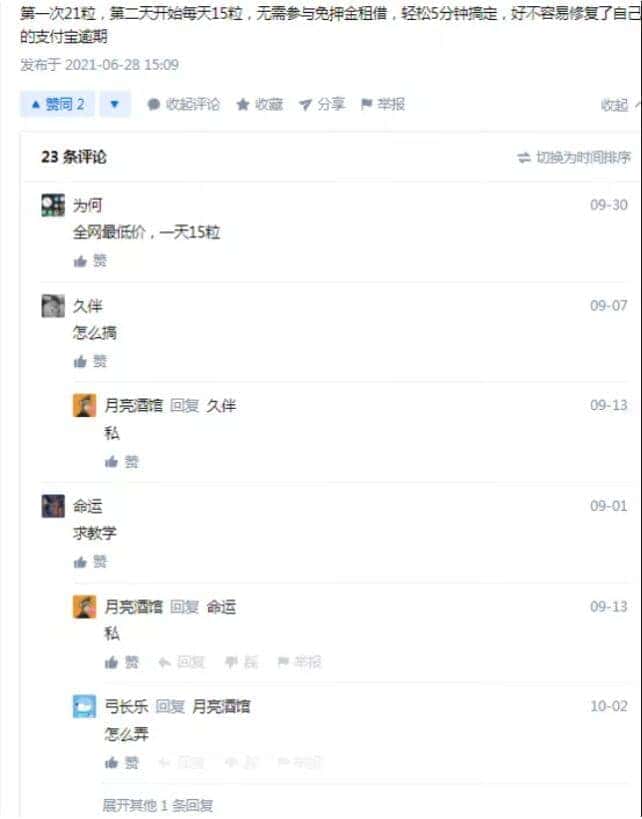 第一次21粒，第二天开始每天15粒，无需参与免押金租借，轻松5分钟搞定，好不容易修复了自己
的支付宝逾期
发布于 2021-06-28 15:09
赞同 2 收起评论 收藏 分享 举报 收起
23 条评论 切换为时间排序
为何 09-30
全网最低价，一天15粒
赞
久伴 09-07
怎么搞
赞
月亮酒馆 回复 久伴 09-13
私
赞
命运 09-01
求教学
赞
月亮酒馆 回复 命运 09-13
私
赞 回复 踩 举报
弓长乐 回复 月亮酒馆 10-02
怎么弄
赞 回复 踩 举报
展开其他 1 条回复